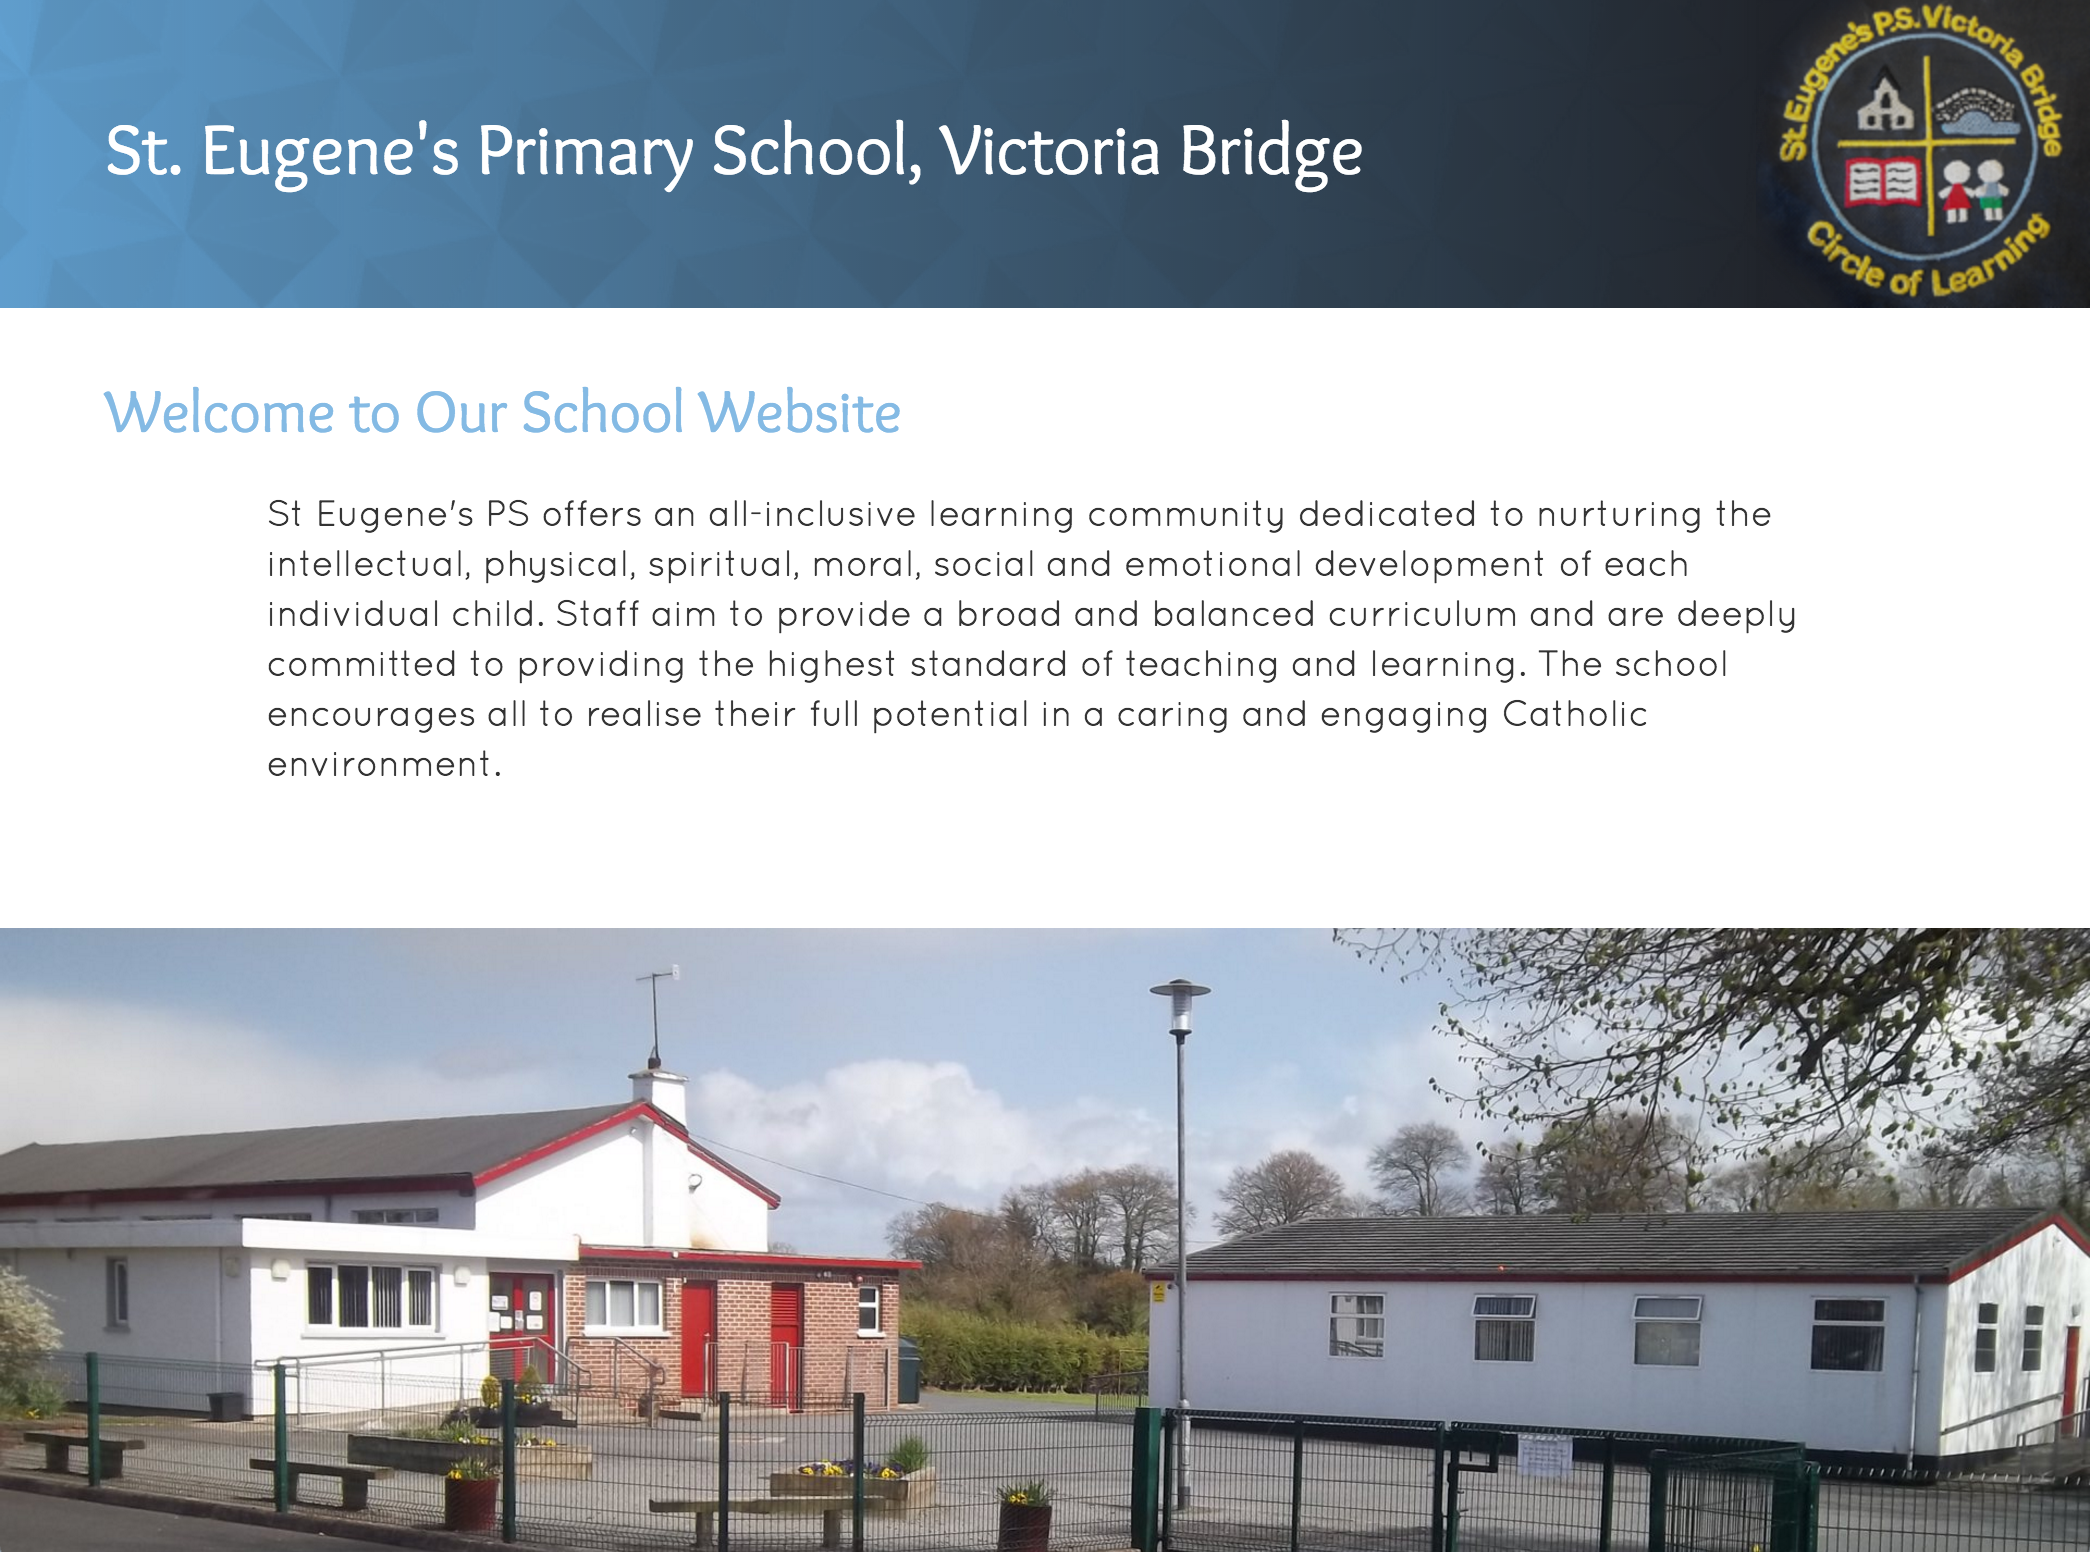 St. Eugene's Primary School, Victoria Bridge
St. Eugene's P.S. Victoria Bridge
Circle of Learning
Welcome to Our School Website
St Eugene's PS offers an all-inclusive learning community dedicated to nurturing the
intellectual, physical, spiritual, moral, social and emotional development of each
individual child. Staff aim to provide a broad and balanced curriculum and are deeply
committed to providing the highest standard of teaching and learning. The school
encourages all to realise their full potential in a caring and engaging Catholic
environment.